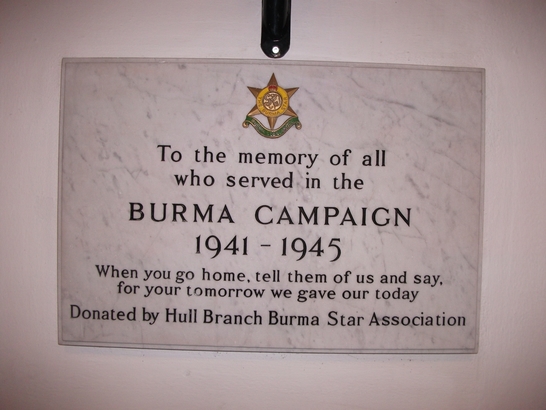 To the memory of all
who served in the
BURMA CAMPAIGN
1941 - 1945
When you go home, tell them of us and say,
for your tomorrow we gave our today
Donated by Hull Branch Burma Star Association